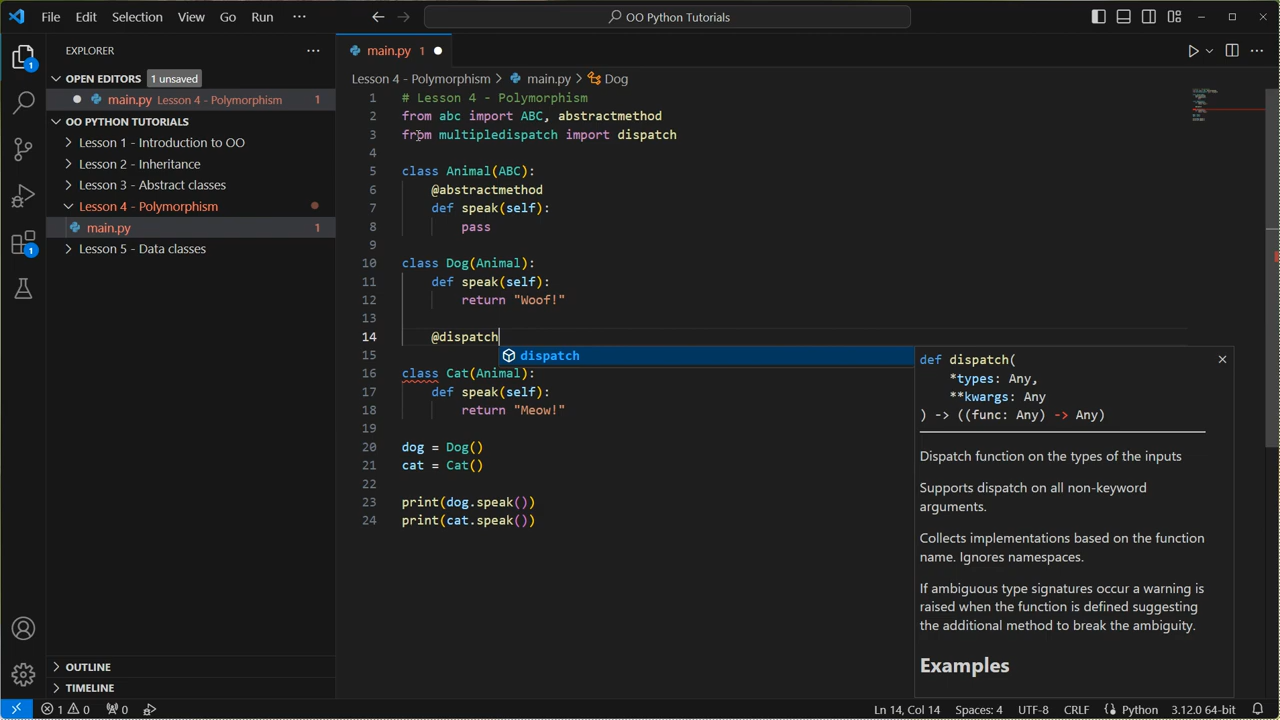 File Edit Selection View Go Run ···
OO Python Tutorials
EXPLORER ···
OPEN EDITORS 1 unsaved
main.py Lesson 4 - Polymorphism 1
OO PYTHON TUTORIALS
Lesson 1 - Introduction to OO
Lesson 2 - Inheritance
Lesson 3 - Abstract classes
Lesson 4 - Polymorphism
main.py 1
Lesson 5 - Data classes
OUTLINE
TIMELINE
1
1
main.py 1
Lesson 4 - Polymorphism > main.py > Dog
1 # Lesson 4 - Polymorphism
2 from abc import ABC, abstractmethod
3 from multipledispatch import dispatch
4
5 class Animal(ABC):
6 @abstractmethod
7 def speak(self):
8 pass
9
10 class Dog(Animal):
11 def speak(self):
12 return "Woof!"
13
14 @dispatch
15
16 class Cat(Animal):
17 def speak(self):
18 return "Meow!"
19
20 dog = Dog()
21 cat = Cat()
22
23 print(dog.speak())
24 print(cat.speak())
dispatch
def dispatch(
*types: Any,
**kwargs: Any
) -> ((func: Any) -> Any)
Dispatch function on the types of the inputs
Supports dispatch on all non-keyword
arguments.
Collects implementations based on the function
name. Ignores namespaces.
If ambiguous type signatures occur a warning is
raised when the function is defined suggesting
the additional method to break the ambiguity.
Examples
1 0 0 Ln 14, Col 14 Spaces: 4 UTF-8 CRLF Python 3.12.0 64-bit